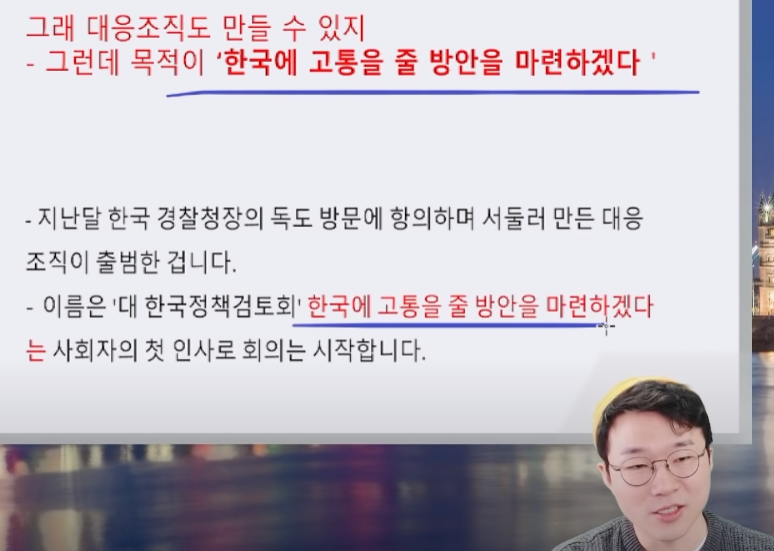 그래 대응조직도 만들 수 있지
- 그런데 목적이 '한국에 고통을 줄 방안을 마련하겠다 '
- 지난달 한국 경찰청장의 독도 방문에 항의하며 서둘러 만든 대응
조직이 출범한 겁니다.
- 이름은 '대 한국정책검토회' 한국에 고통을 줄 방안을 마련하겠다
는 사회자의 첫 인사로 회의는 시작합니다.